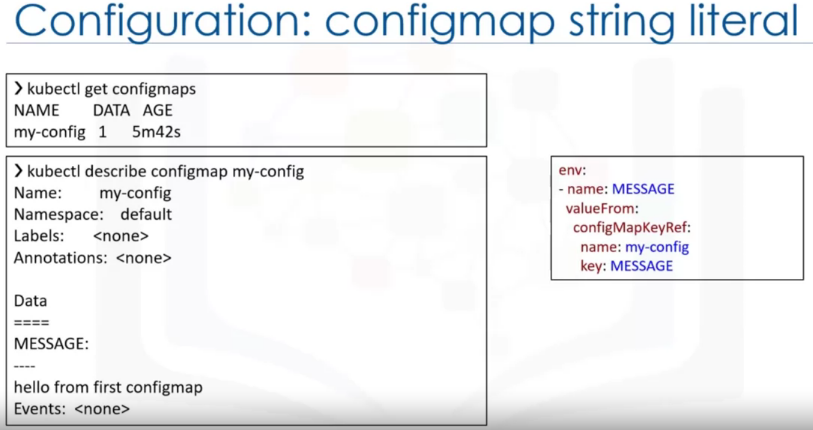 Configuration: configmap string literal
❯ kubectl get configmaps
NAME DATA AGE
my-config 1 5m42s
❯ kubectl describe configmap my-config
Name: my-config
Namespace: default
Labels: <none>
Annotations: <none>
Data
====
MESSAGE:
----
hello from first configmap
Events: <none>
env:
- name: MESSAGE
valueFrom:
configMapKeyRef:
name: my-config
key: MESSAGE